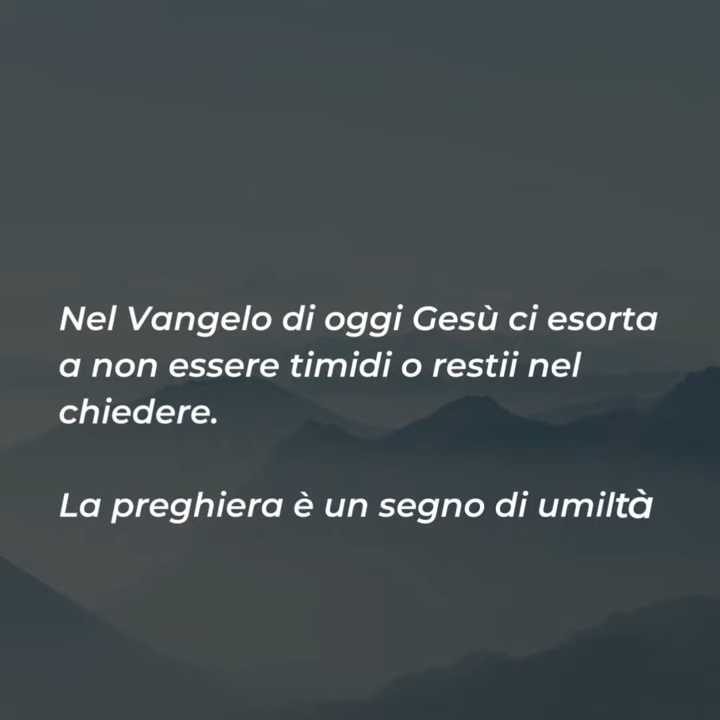 Nel Vangelo di oggi Gesù ci esorta
a non essere timidi o restii nel
chiedere.
La preghiera è un segno di umiltà